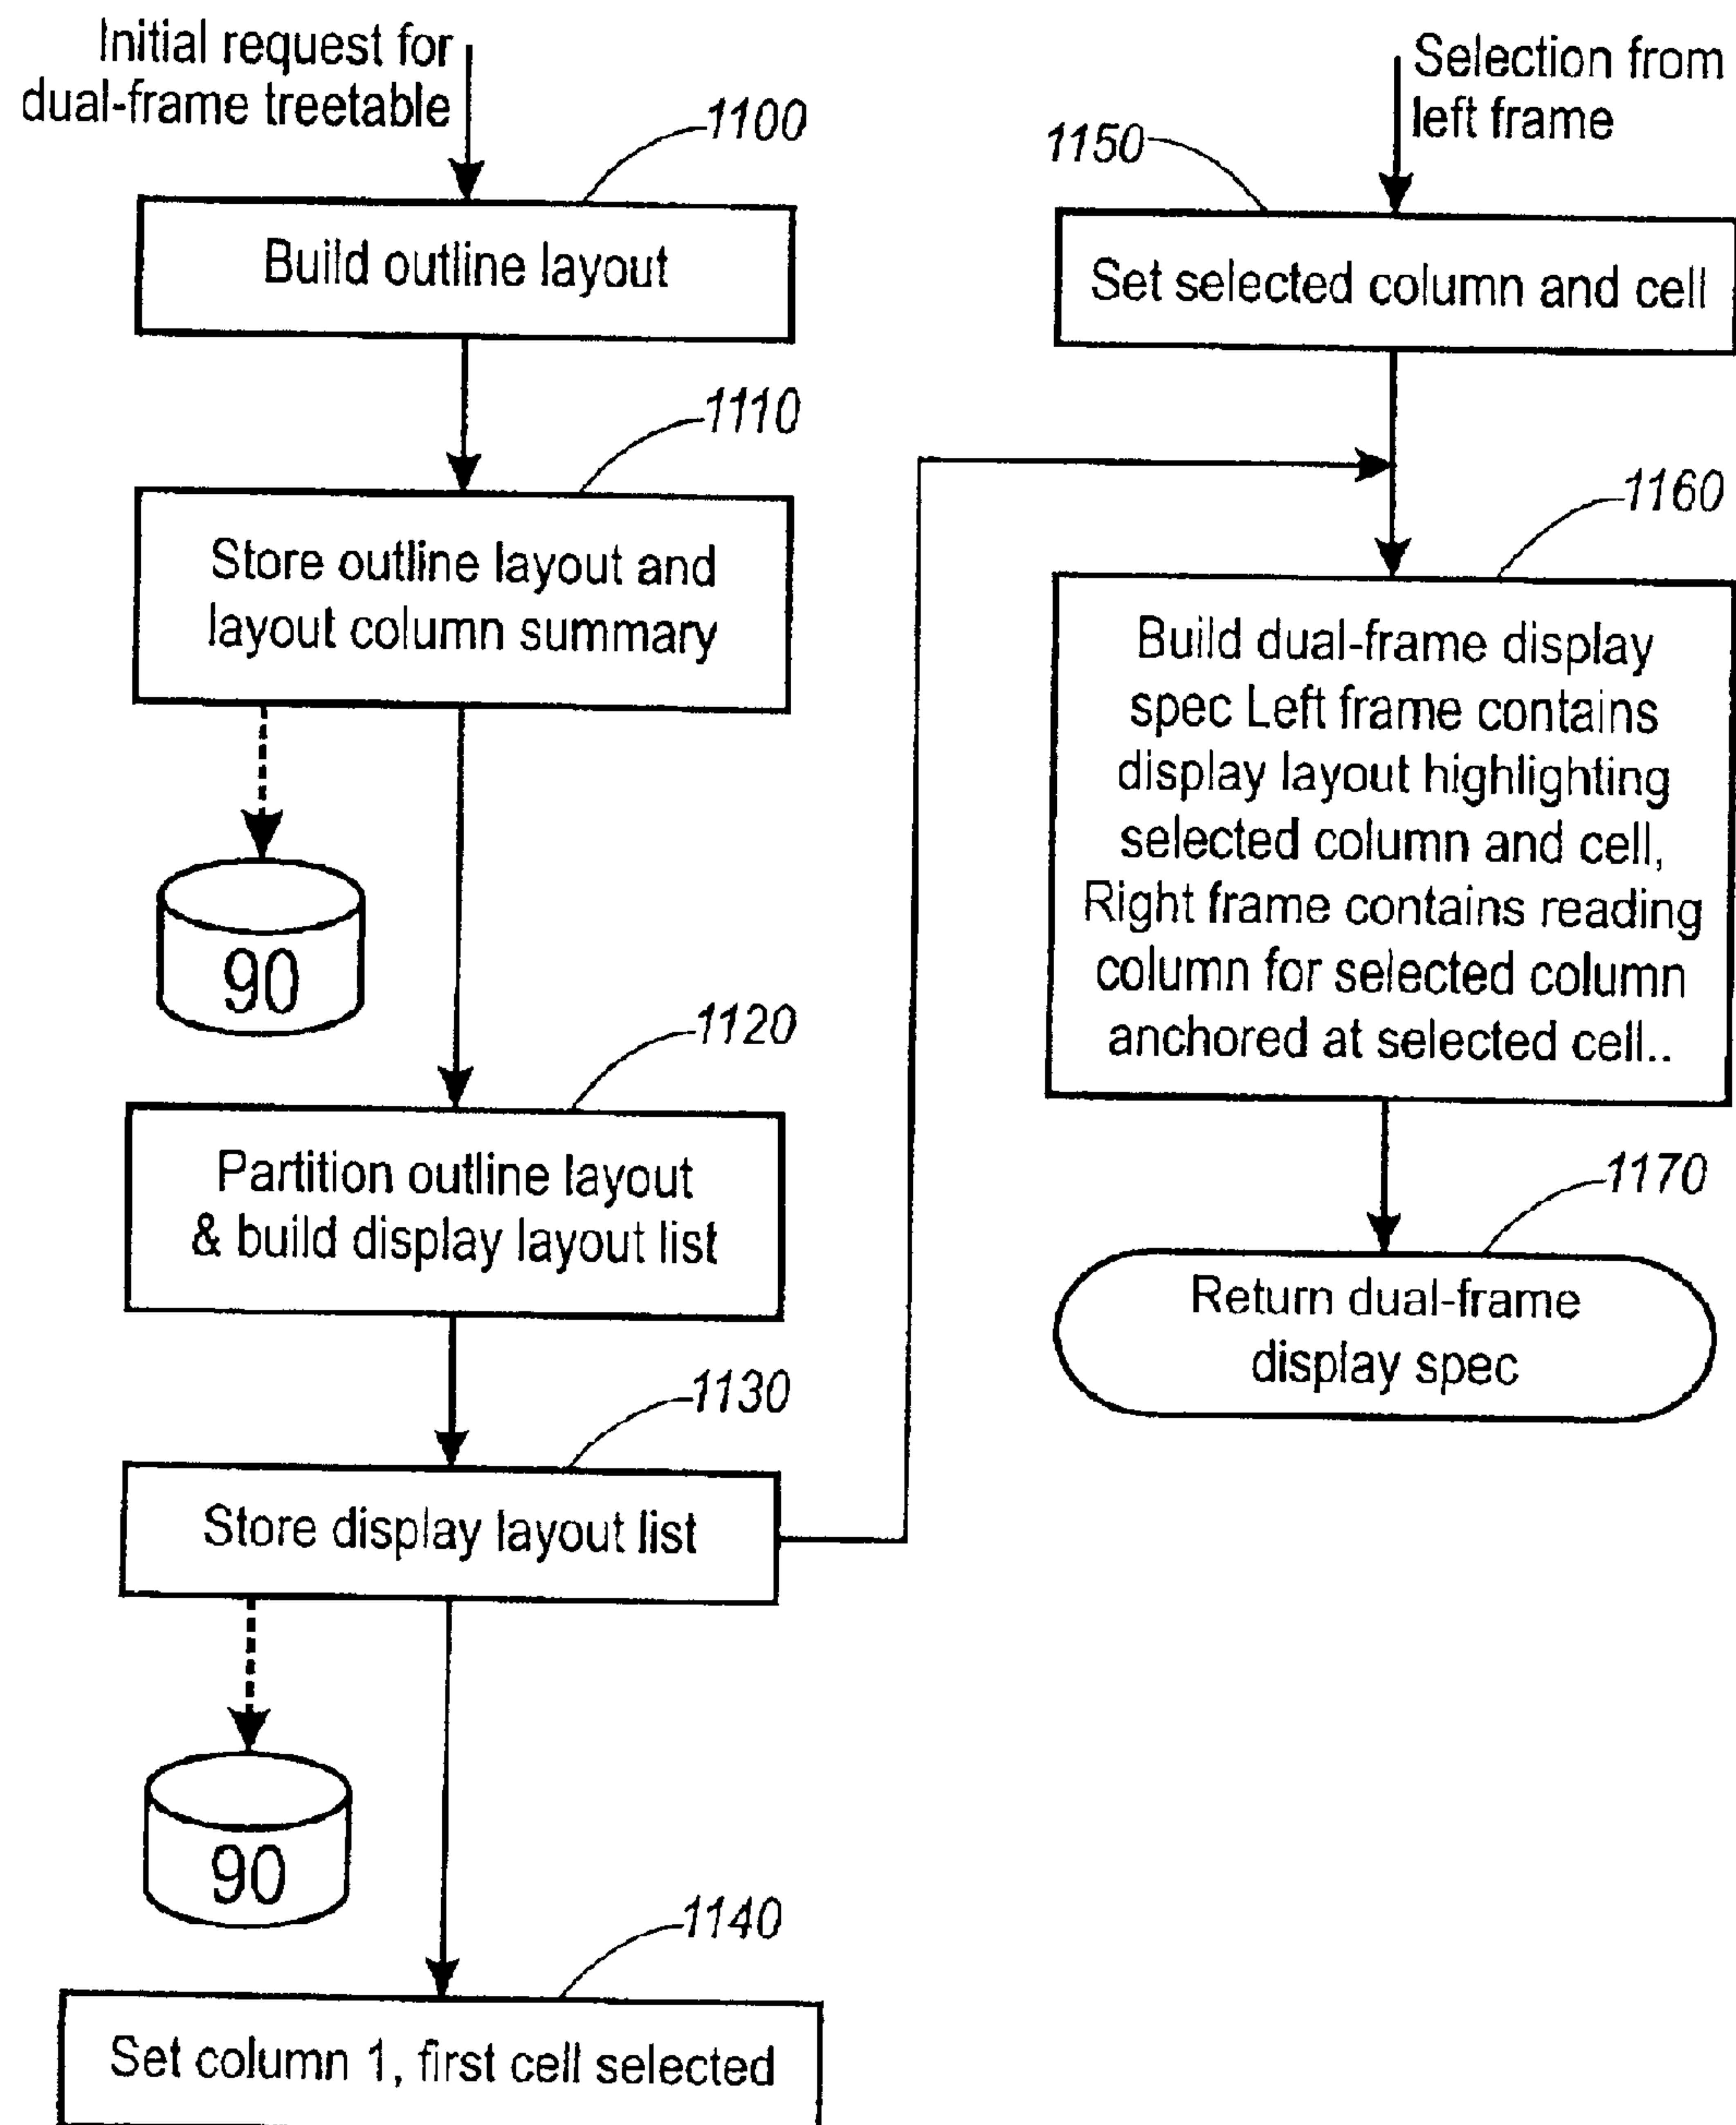 Initial request for
dual-frame treetable
1100
Build outline layout
1110
Store outline layout and
layout column summary
90
1120
Partition outline layout
& build display layout list
1130
Store display layout list
90
1140
Set column 1, first cell selected
Selection from
left frame
1150
Set selected column and cell
1160
Build dual-frame display
spec Left frame contains
display layout highlighting
selected column and cell,
Right frame contains reading
column for selected column
anchored at selected cell..
1170
Return dual-frame
display spec